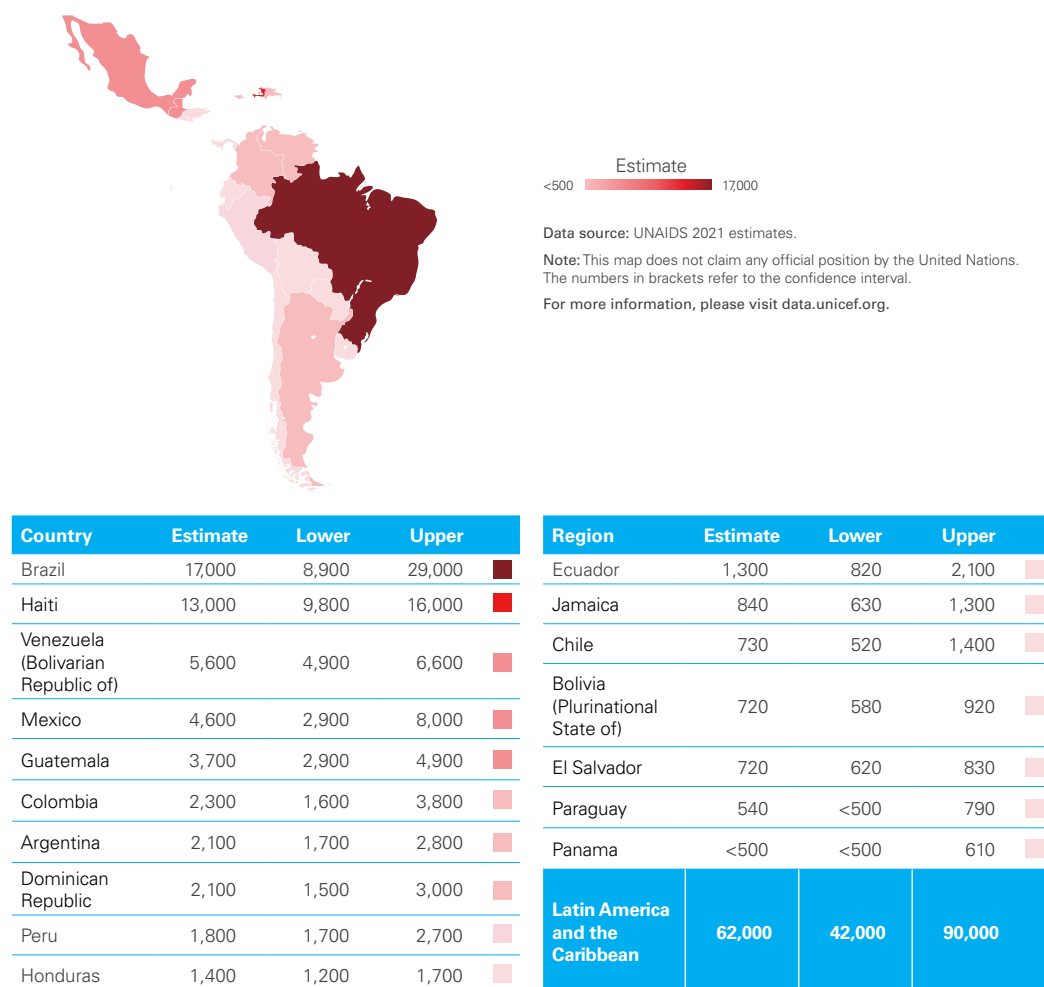 Estimate
<500 17,000
Data source: UNAIDS 2021 estimates.
Note: This map does not claim any official position by the United Nations.
The numbers in brackets refer to the confidence interval.
For more information, please visit data.unicef.org.
Country Estimate Lower Upper
Brazil 17,000 8,900 29,000
Haiti 13,000 9,800 16,000
Venezuela
(Bolivarian
Republic of) 5,600 4,900 6,600
Mexico 4,600 2,900 8,000
Guatemala 3,700 2,900 4,900
Colombia 2,300 1,600 3,800
Argentina 2,100 1,700 2,800
Dominican
Republic 2,100 1,500 3,000
Peru 1,800 1,700 2,700
Honduras 1,400 1,200 1,700
Region Estimate Lower Upper
Ecuador 1,300 820 2,100
Jamaica 840 630 1,300
Chile 730 520 1,400
Bolivia
(Plurinational
State of) 720 580 920
El Salvador 720 620 830
Paraguay 540 <500 790
Panama <500 <500 610
Latin America
and the
Caribbean 62,000 42,000 90,000